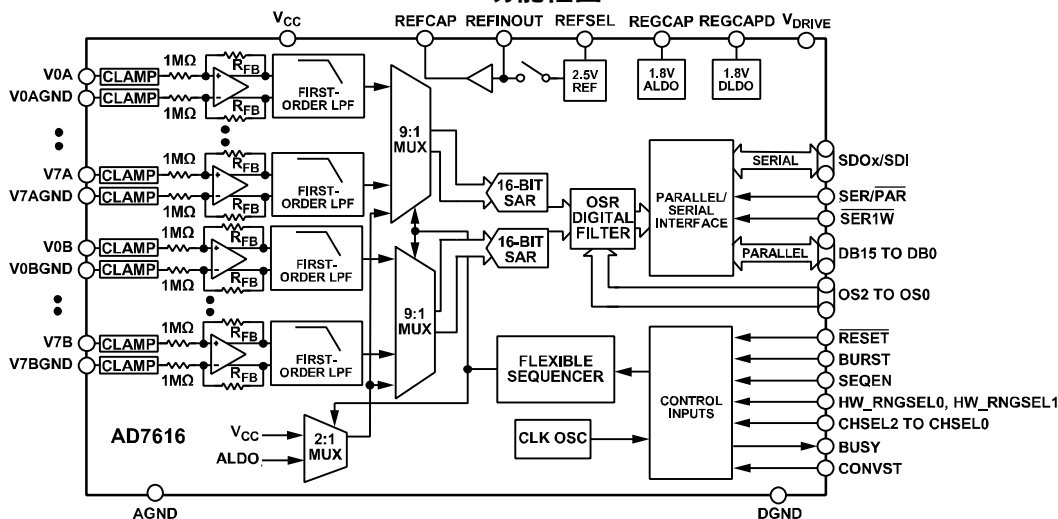 功能框图
VCC
REFCAP REFINOUT REFSEL REGCAP REGCAPD VDRIVE
V0A
V0AGND
CLAMP
CLAMP
1MΩ
1MΩ
RFB
RFB
FIRST-
ORDER LPF
V7A
V7AGND
CLAMP
CLAMP
1MΩ
1MΩ
RFB
RFB
FIRST-
ORDER LPF
V0B
V0BGND
CLAMP
CLAMP
1MΩ
1MΩ
RFB
RFB
FIRST-
ORDER LPF
V7B
V7BGND
CLAMP
CLAMP
1MΩ
1MΩ
RFB
RFB
FIRST-
ORDER LPF
2.5V
REF
1.8V
ALDO
1.8V
DLDO
9:1
MUX
9:1
MUX
16-BIT
SAR
16-BIT
SAR
OSR
DIGITAL
FILTER
PARALLEL/
SERIAL
INTERFACE
SERIAL
PARALLEL
SDOx/SDI
SER/PAR
SER1W
DB15 TO DB0
OS2 TO OS0
FLEXIBLE
SEQUENCER
CLK OSC
CONTROL
INPUTS
RESET
BURST
SEQEN
HW_RNGSEL0, HW_RNGSEL1
CHSEL2 TO CHSEL0
BUSY
CONVST
AD7616
VCC
ALDO
2:1
MUX
AGND
DGND